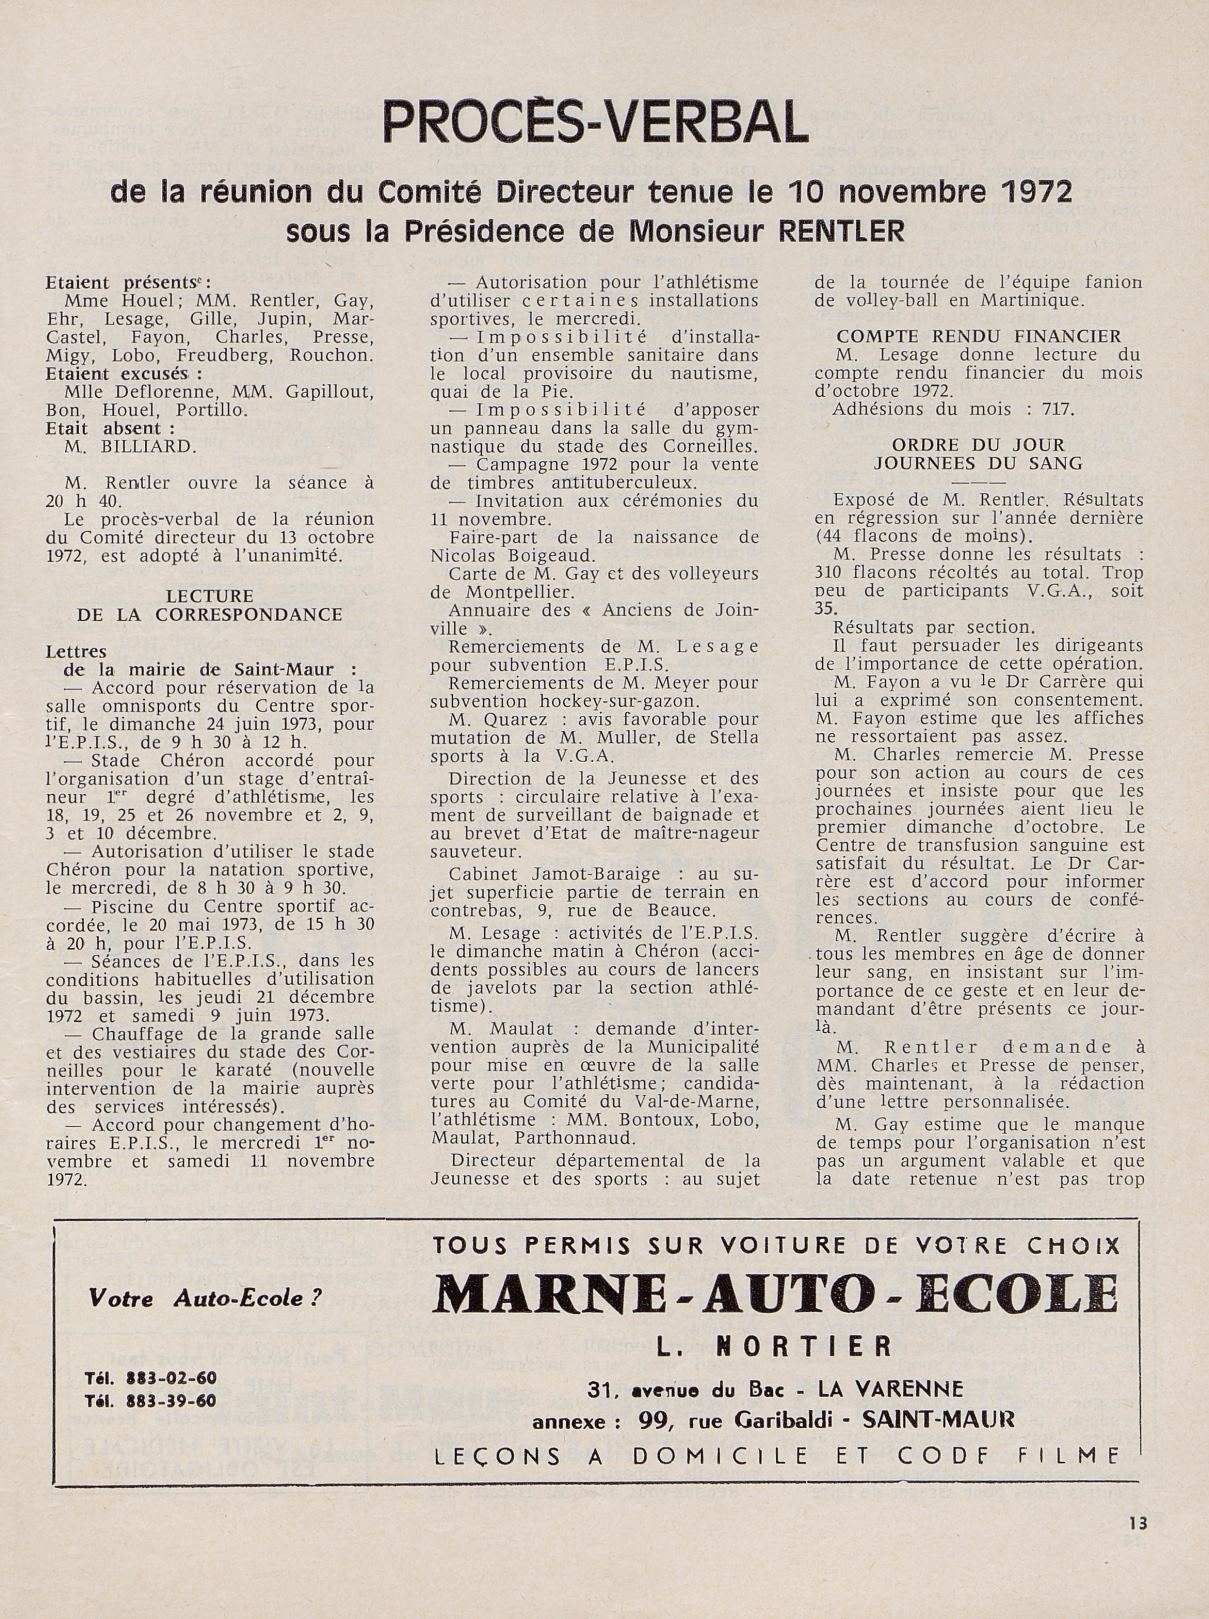 PROCÈS-VERBAL
de la réunion du Comité Directeur tenue le 10 novembre 1972
sous la Présidence de Monsieur RENTLER
Etaient présents :
Mme Houel ; MM. Rentler, Gay,
Ehr, Lesage, Gille, Jupin, Mar-
Castel, Fayon, Charles, Presse,
Migy, Lobo, Freudberg, Rouchon.
Etaient excusés :
Mlle Deflorenne, MM. Gapillout,
Bon, Houel, Portillo.
Etait absent :
M. BILLIARD.
M. Rentler ouvre la séance à
20 h 40.
Le procès-verbal de la réunion
du Comité directeur du 13 octobre
1972, est adopté à l'unanimité.
LECTURE
DE LA CORRESPONDANCE
Lettres
de la mairie de Saint-Maur :
— Accord pour réservation de la
salle omnisports du Centre spor-
tif, le dimanche 24 juin 1973, pour
l'E.P.I.S., de 9 h 30 à 12 h.
— Stade Chéron accordé pour
l'organisation d'un stage d'entraî-
neur 1er degré d'athlétisme, les
18, 19, 25 et 26 novembre et 2, 9,
3 et 10 décembre.
— Autorisation d'utiliser le stade
Chéron pour la natation sportive,
le mercredi, de 8 h 30 à 9 h 30.
— Piscine du Centre sportif ac-
cordée, le 20 mai 1973, de 15 h 30
à 20 h, pour l'E.P.I.S.
— Séances de l'E.P.I.S., dans les
conditions habituelles d'utilisation
du bassin, les jeudi 21 décembre
1972 et samedi 9 juin 1973.
— Chauffage de la grande salle
et des vestiaires du stade des Cor-
neilles pour le karaté (nouvelle
intervention de la mairie auprès
des services intéressés).
— Accord pour changement d'ho-
raires E.P.I.S., le mercredi 1er no-
vembre et samedi 11 novembre
1972.
— Autorisation pour l'athlétisme
d'utiliser certaines installations
sportives, le mercredi.
— Impossibilité d'installa-
tion d'un ensemble sanitaire dans
le local provisoire du nautisme,
quai de la Pie.
— Impossibilité d'apposer
un panneau dans la salle du gym-
nastique du stade des Corneilles.
— Campagne 1972 pour la vente
de timbres antituberculeux.
— Invitation aux cérémonies du
11 novembre.
Faire-part de la naissance de
Nicolas Boigeaud.
Carte de M. Gay et des volleyeurs
de Montpellier.
Annuaire des « Anciens de Join-
ville ».
Remerciements de M. Lesage
pour subvention E.P.I.S.
Remerciements de M. Meyer pour
subvention hockey-sur-gazon.
M. Quarez : avis favorable pour
mutation de M. Muller, de Stella
sports à la V.G.A.
Direction de la Jeunesse et des
sports : circulaire relative à l'exa-
ment de surveillant de baignade et
au brevet d'Etat de maître-nageur
sauveteur.
Cabinet Jamot-Baraige : au su-
jet superficie partie de terrain en
contrebas, 9, rue de Beauce.
M. Lesage : activités de l'E.P.I.S.
le dimanche matin à Chéron (acci-
dents possibles au cours de lancers
de javelots par la section athlé-
tisme).
M. Maulat : demande d'inter-
vention auprès de la Municipalité
pour mise en œuvre de la salle
verte pour l'athlétisme ; candida-
tures au Comité du Val-de-Marne,
l'athlétisme : MM. Bontoux, Lobo,
Maulat, Parthonnaud.
Directeur départemental de la
Jeunesse et des sports : au sujet
de la tournée de l'équipe fanion
de volley-ball en Martinique.
COMPTE RENDU FINANCIER
M. Lesage donne lecture du
compte rendu financier du mois
d'octobre 1972.
Adhésions du mois : 717.
ORDRE DU JOUR
JOURNEES DU SANG
Exposé de M. Rentler. Résultats
en régression sur l'année dernière
(44 flacons de moins).
M. Presse donne les résultats :
310 flacons récoltés au total. Trop
peu de participants V.G.A., soit
35.
Résultats par section.
Il faut persuader les dirigeants
de l'importance de cette opération.
M. Fayon a vu le Dr Carrère qui
lui a exprimé son consentement.
M. Fayon estime que les affiches
ne ressortaient pas assez.
M. Charles remercie M. Presse
pour son action au cours de ces
journées et insiste pour que les
prochaines journées aient lieu le
premier dimanche d'octobre. Le
Centre de transfusion sanguine est
satisfait du résultat. Le Dr Car-
rère est d'accord pour informer
les sections au cours de confé-
rences.
M. Rentler suggère d'écrire à
tous les membres en âge de donner
leur sang, en insistant sur l'im-
portance de ce geste et en leur de-
mandant d'être présents ce jour-
là.
M. Rentler demande à
MM. Charles et Presse de penser,
dès maintenant, à la rédaction
d'une lettre personnalisée.
M. Gay estime que le manque
de temps pour l'organisation n'est
pas un argument valable et que
la date retenue n'est pas trop
Votre Auto-Ecole ?
Tél. 883-02-60
Tél. 883-39-60
TOUS PERMIS SUR VOITURE DE VOTRE CHOIX
MARNE - AUTO - ECOLE
L. NORTIER
31, avenue du Bac - LA VARENNE
annexe : 99, rue Garibaldi - SAINT-MAUR
LEÇONS A DOMICILE ET CODE FILME
13